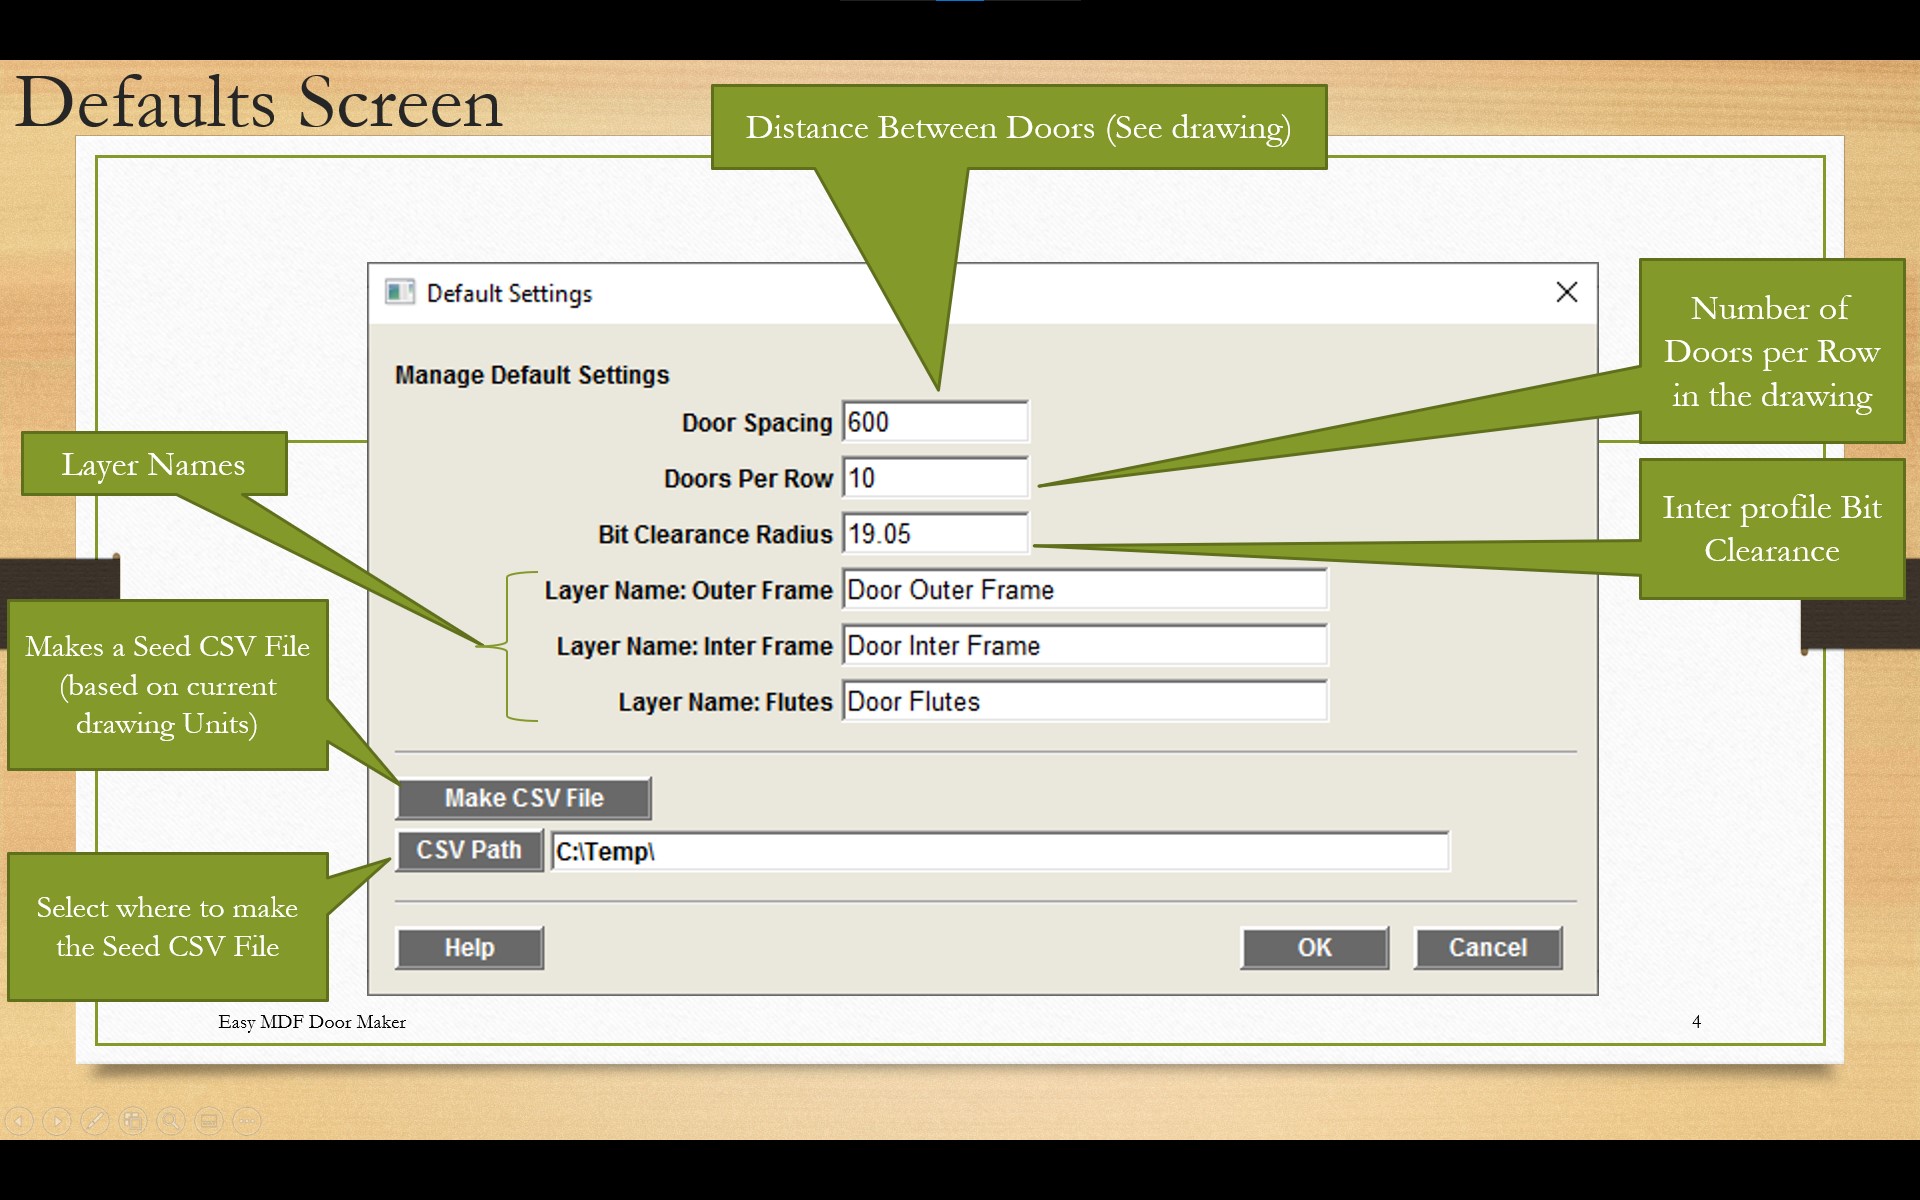 Defaults Screen
Distance Between Doors (See drawing)
Default Settings
Number of
Doors per Row
in the drawing
Manage Default Settings
Door Spacing 600
Layer Names
Doors Per Row 10
Inter profile Bit
Clearance
Bit Clearance Radius 19.05
Layer Name: Outer Frame Door Outer Frame
Makes a Seed CSV File
(based on current
drawing Units)
Layer Name: Inter Frame Door Inter Frame
Layer Name: Flutes Door Flutes
Make CSV File
CSV Path C:\Temp\
Select where to make
the Seed CSV File
Help OK Cancel
Easy MDF Door Maker 4